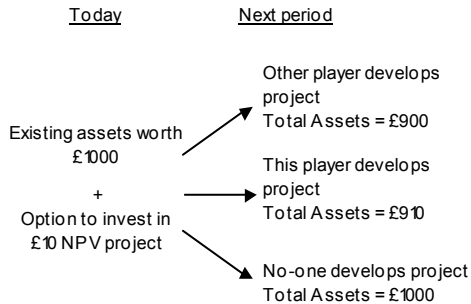 Today
Next period
Existing assets worth
£1000
+
Option to invest in
£10 NPV project
Other player develops
project
Total Assets = £900
This player develops
project
Total Assets = £910
No-one develops project
Total Assets = £1000